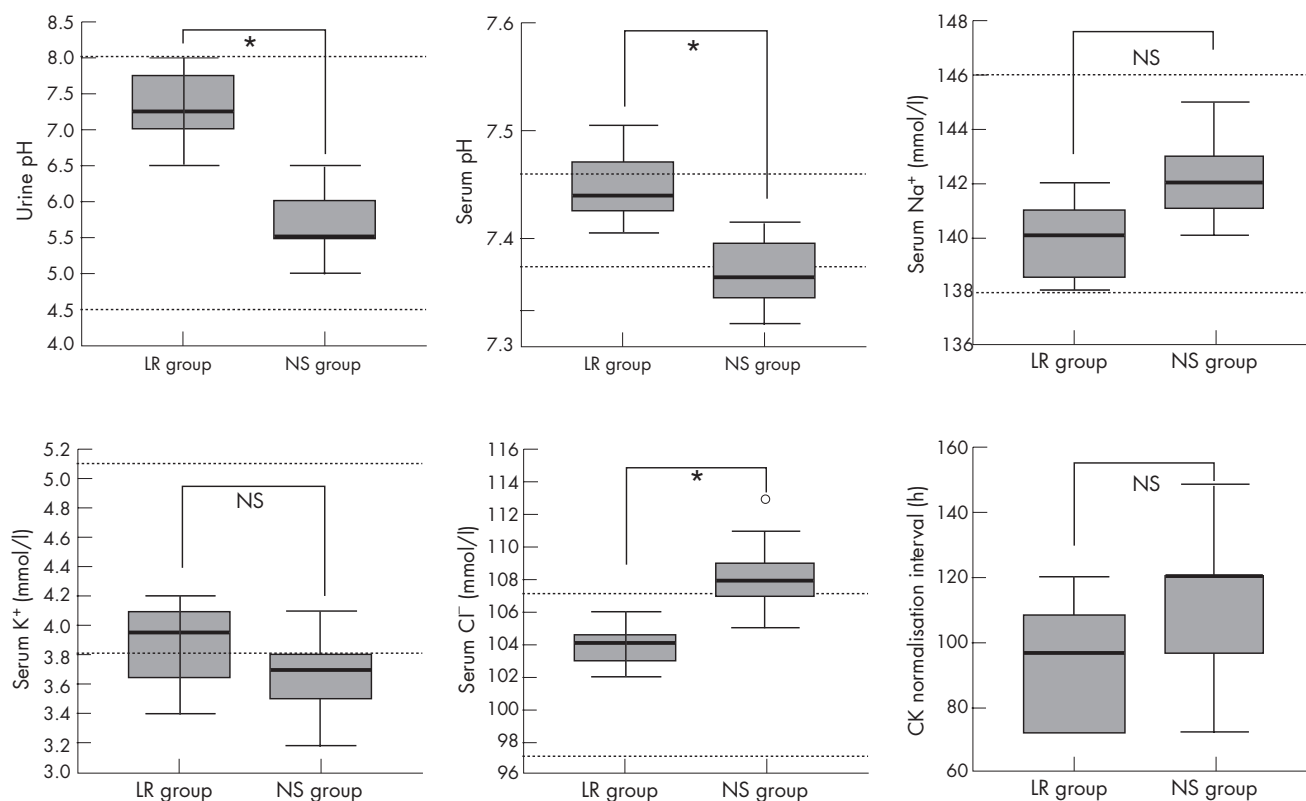 Urine pH
8.5
8.0
7.5
7.0
6.5
6.0
5.5
5.0
4.5
4.0
*
LR group
NS group
Serum pH
7.6
7.5
7.4
7.3
*
LR group
NS group
Serum Na+ (mmol/l)
148
146
144
142
140
138
136
NS
LR group
NS group
Serum K+ (mmol/l)
5.2
5.0
4.8
4.6
4.4
4.2
4.0
3.8
3.6
3.4
3.2
3.0
NS
LR group
NS group
Serum Cl– (mmol/l)
116
114
112
110
108
106
104
102
100
98
96
*
LR group
NS group
CK normalisation interval (h)
160
140
120
100
80
60
NS
LR group
NS group